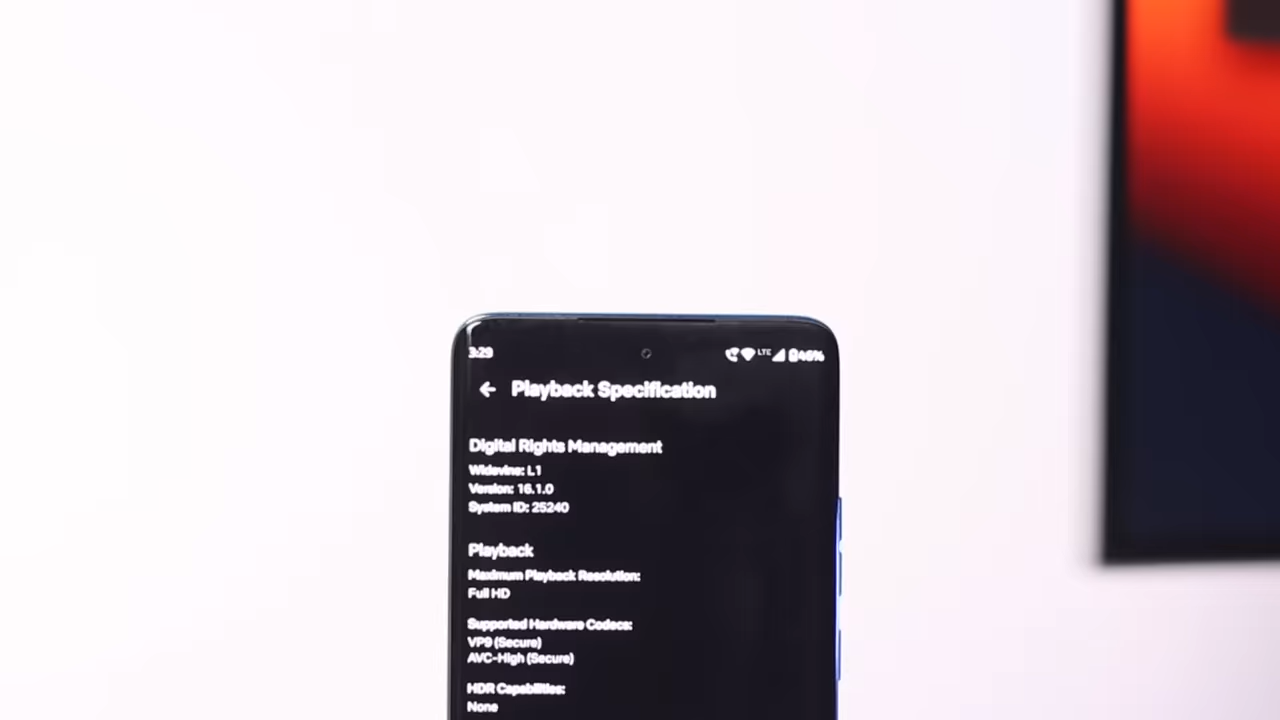 3:29
LTE 46%
Playback Specification
Digital Rights Management
Widevine: L1
Version: 16.1.0
System ID: 25240
Playback
Maximum Playback Resolution:
Full HD
Supported Hardware Codecs:
VP9 (Secure)
AVC-High (Secure)
HDR Capabilities:
None